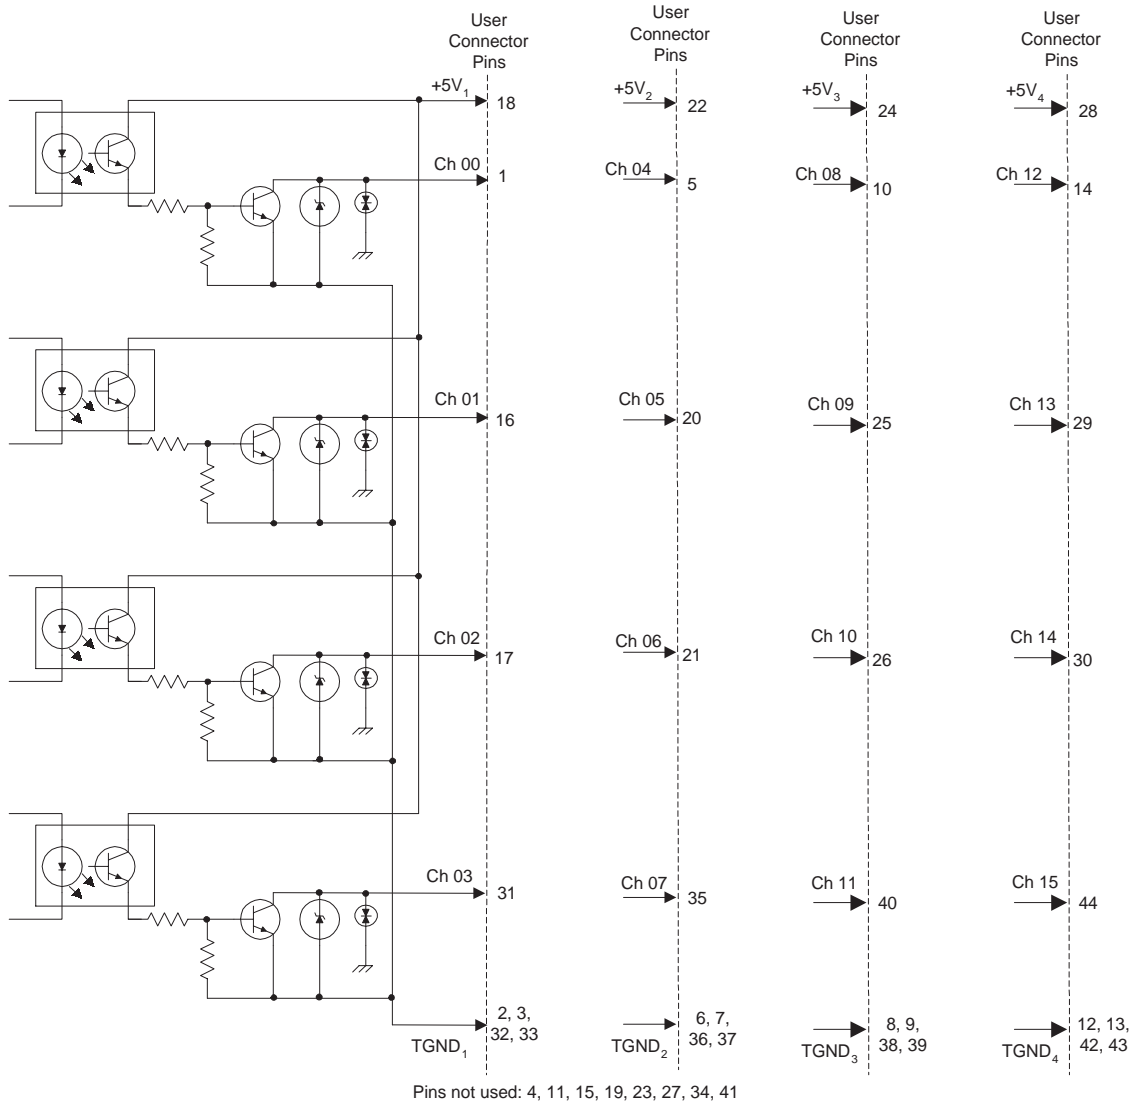 User
Connector
Pins
User
Connector
Pins
User
Connector
Pins
User
Connector
Pins
+5V1
18
+5V2
22
+5V3
24
+5V4
28
Ch 00
1
Ch 04
5
Ch 08
10
Ch 12
14
Ch 01
16
Ch 05
20
Ch 09
25
Ch 13
29
Ch 02
17
Ch 06
21
Ch 10
26
Ch 14
30
Ch 03
31
Ch 07
35
Ch 11
40
Ch 15
44
TGND1
2, 3,
32, 33
TGND2
6, 7,
36, 37
TGND3
8, 9,
38, 39
TGND4
12, 13,
42, 43
Pins not used: 4, 11, 15, 19, 23, 27, 34, 41